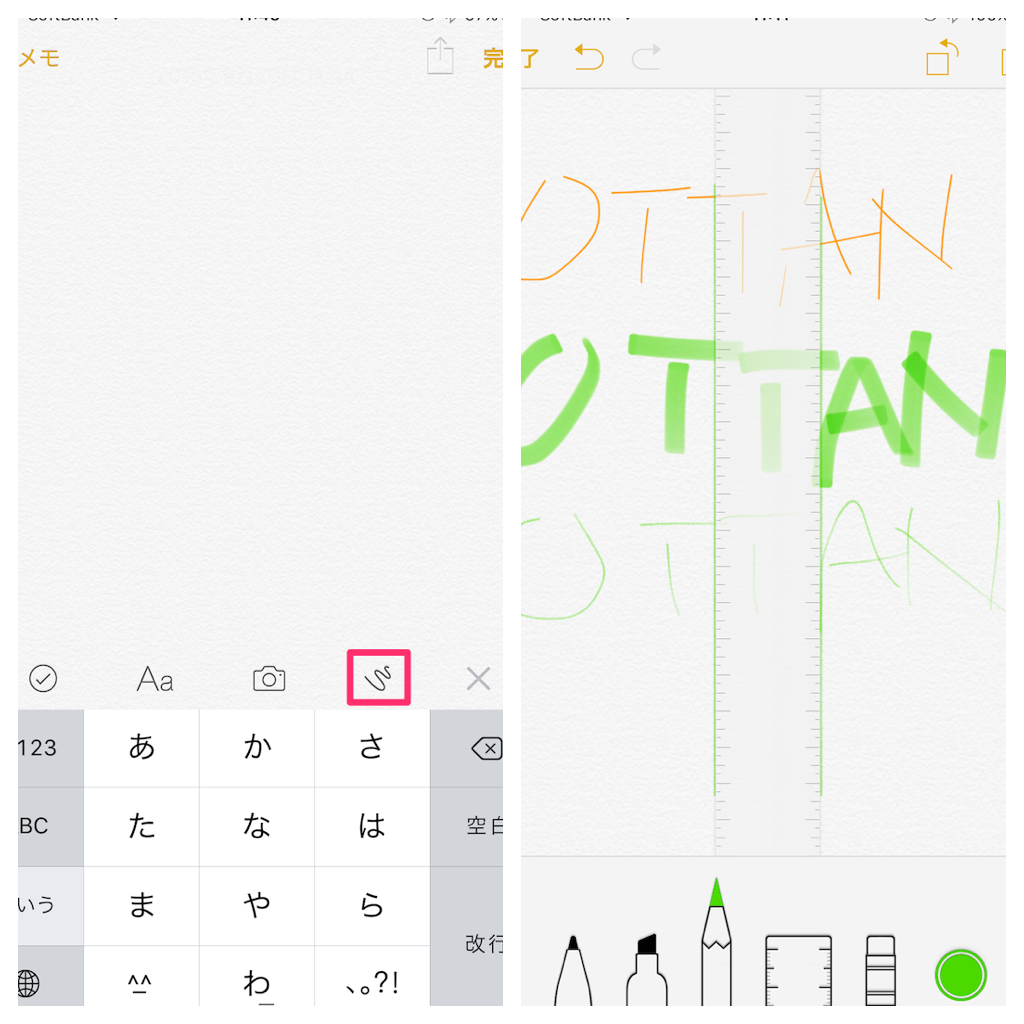 メモ
Aa
123
あ
か
さ
BC
た
な
は
空白
いう
ま
や
ら
改行
^^
わ
、。?!
了
OTTAN
OTTAN
OTTAN